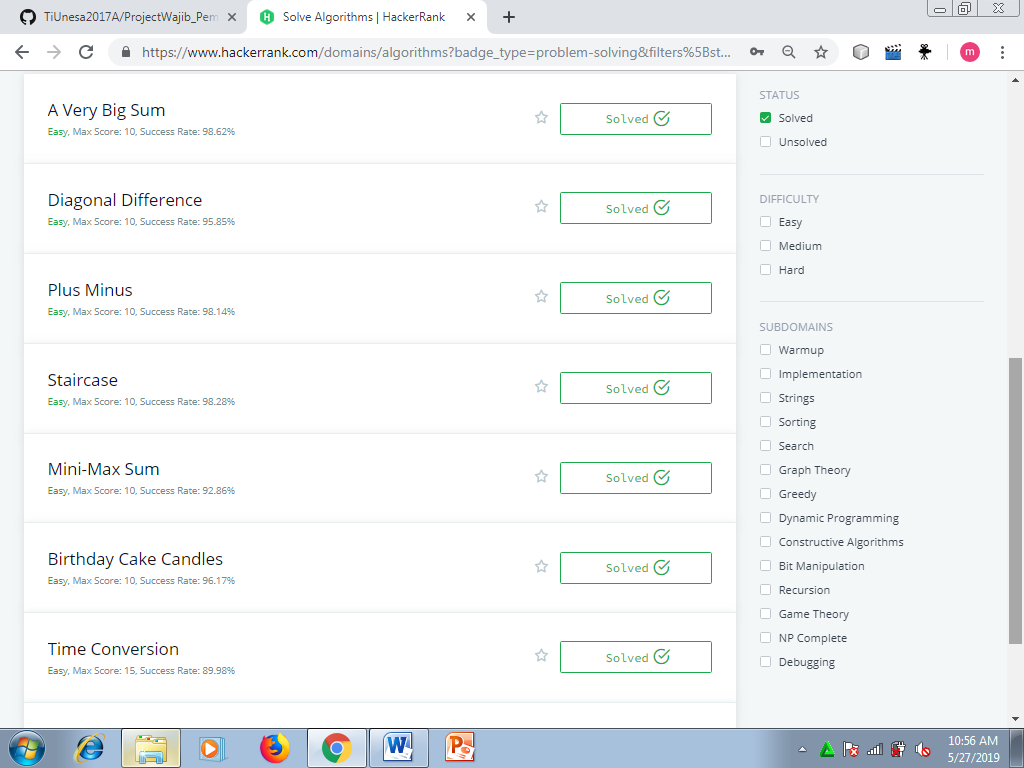 TiUnesa2017A/ProjectWajib_Pem
Solve Algorithms | HackerRank
https://www.hackerrank.com/domains/algorithms?badge_type=problem-solving&filters%5Bst...
m
A Very Big Sum
Easy, Max Score: 10, Success Rate: 98.62%
Solved
Diagonal Difference
Easy, Max Score: 10, Success Rate: 95.85%
Solved
Plus Minus
Easy, Max Score: 10, Success Rate: 98.14%
Solved
Staircase
Easy, Max Score: 10, Success Rate: 98.28%
Solved
Mini-Max Sum
Easy, Max Score: 10, Success Rate: 92.86%
Solved
Birthday Cake Candles
Easy, Max Score: 10, Success Rate: 96.17%
Solved
Time Conversion
Easy, Max Score: 15, Success Rate: 89.98%
Solved
STATUS
Solved
Unsolved
DIFFICULTY
Easy
Medium
Hard
SUBDOMAINS
Warmup
Implementation
Strings
Sorting
Search
Graph Theory
Greedy
Dynamic Programming
Constructive Algorithms
Bit Manipulation
Recursion
Game Theory
NP Complete
Debugging
10:56 AM
5/27/2019